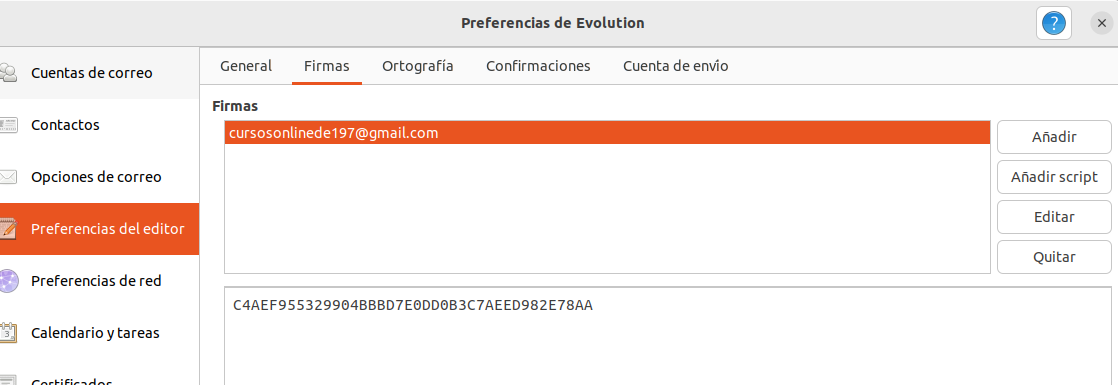 Preferencias de Evolution
?
Cuentas de correo
Contactos
Opciones de correo
Preferencias del editor
Preferencias de red
3
Calendario y tareas
Certificados
General Firmas Ortografía Confirmaciones Cuenta de envío
Firmas
cursosonlinede197@gmail.com
Añadir
Añadir script
Editar
Quitar
C4AEF955329904BBBD7E0DD0B3C7AEED982E78AA